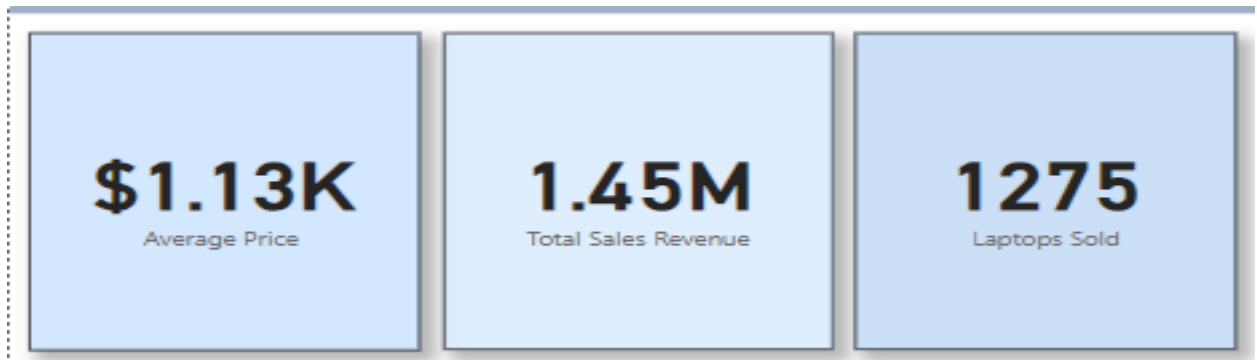 $1.13K
Average Price
1.45M
Total Sales Revenue
1275
Laptops Sold